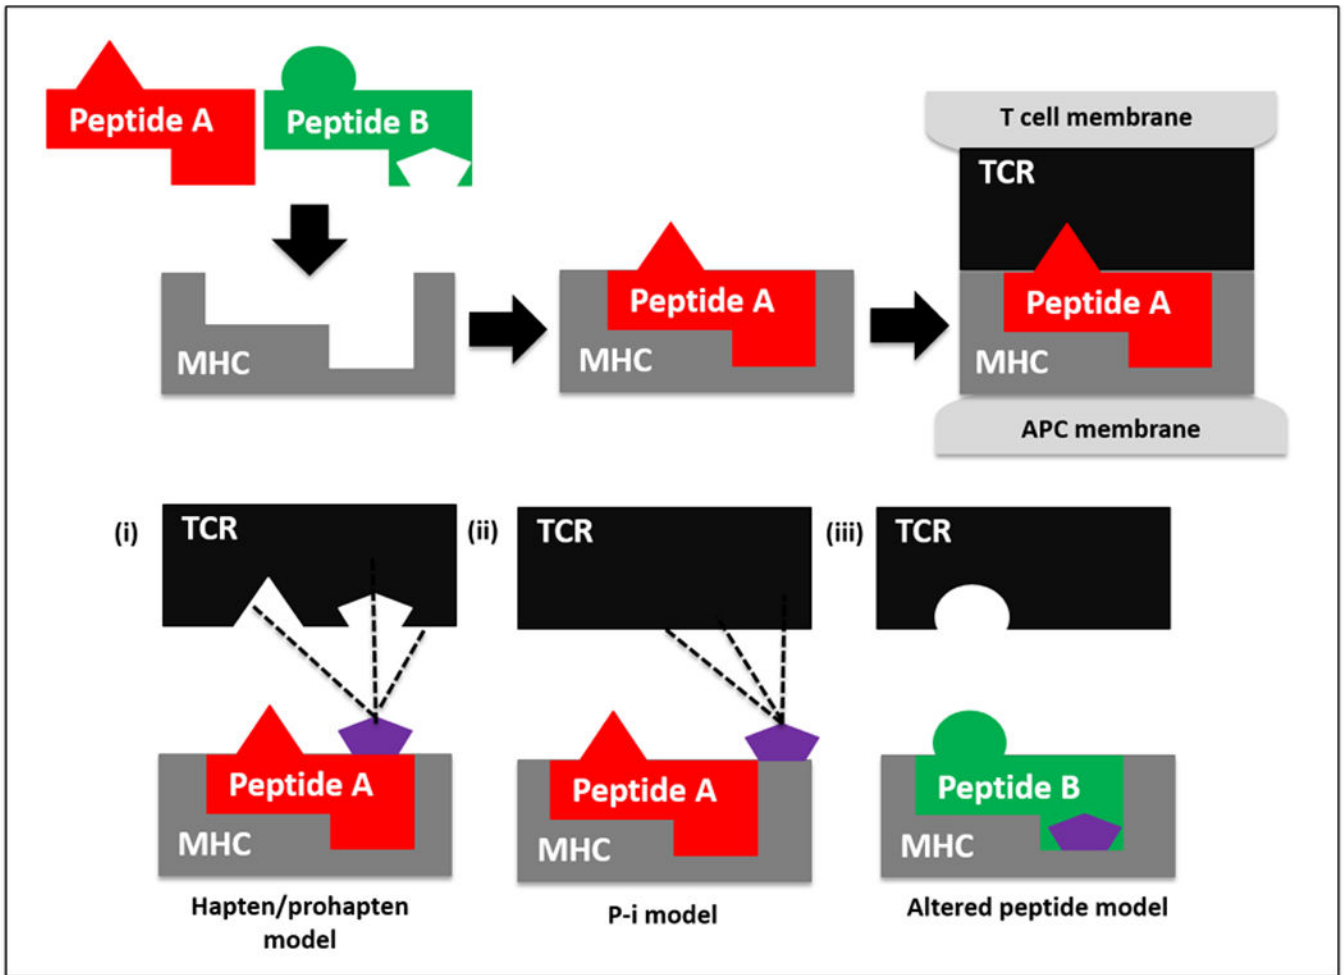 Peptide A
Peptide B
MHC
Peptide A
MHC
T cell membrane
TCR
Peptide A
MHC
APC membrane
(i)
TCR
Peptide A
MHC
Hapten/prohapten
model
(ii)
TCR
Peptide A
MHC
P-i model
(iii)
TCR
Peptide B
MHC
Altered peptide model